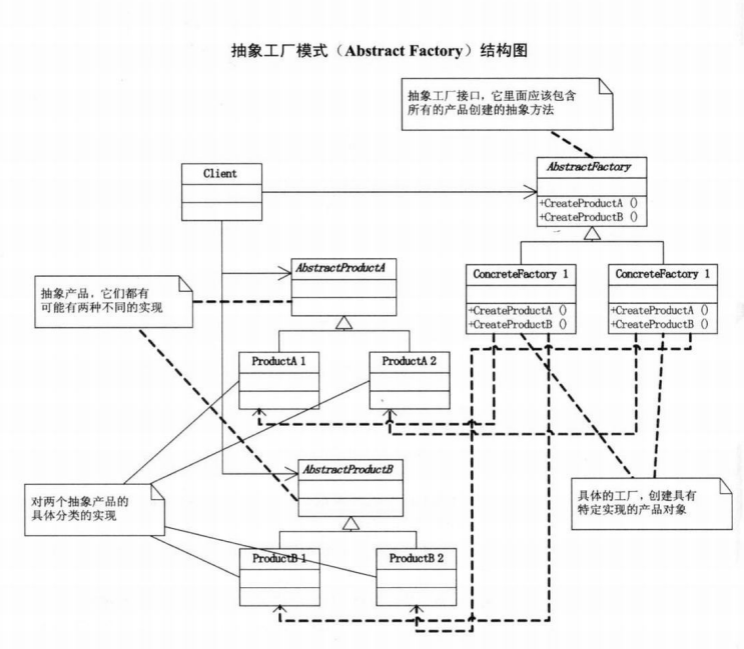 抽象工厂模式（Abstract Factory）结构图
抽象工厂接口，它里面应该包含
所有的产品创建的抽象方法
Client
AbstractFactory
+CreateProductA ()
+CreateProductB ()
AbstractProductA
ConcreteFactory 1
+CreateProductA ()
+CreateProductB ()
ConcreteFactory 1
+CreateProductA ()
+CreateProductB ()
抽象产品，它们都有
可能有两种不同的实现
ProductA 1
ProductA 2
AbstractProductB
对两个抽象产品的
具体分类的实现
具体的工厂，创建具有
特定实现的产品对象
ProductB 1
ProductB 2